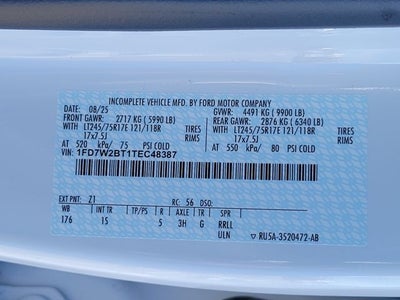 INCOMPLETE VEHICLE MFD. BY FORD MOTOR COMPANY
08/25 GVWR: 4491 KG ( 9900 LB)
FRONT GAWR: 2717 KG ( 5990 LB) REAR GAWR: 2876 KG ( 6340 LB)
WITH LT245/75R17E 121/118R TIRES WITH LT245/75R17E 121/118R TIRES
17x7.5J RIMS 17x7.5J RIMS
AT 520 kPa/ 75 PSI COLD AT 550 kPa/ 80 PSI COLD
VIN: 1FD7W2BT1TEC48387
EXT PNT: Z1 RC: 56 DSO:
WB TIR TP/PS R AXLE TR SPR
176 15 5 3H G RRLL
ULN ▽ RU5A-3520472-AB